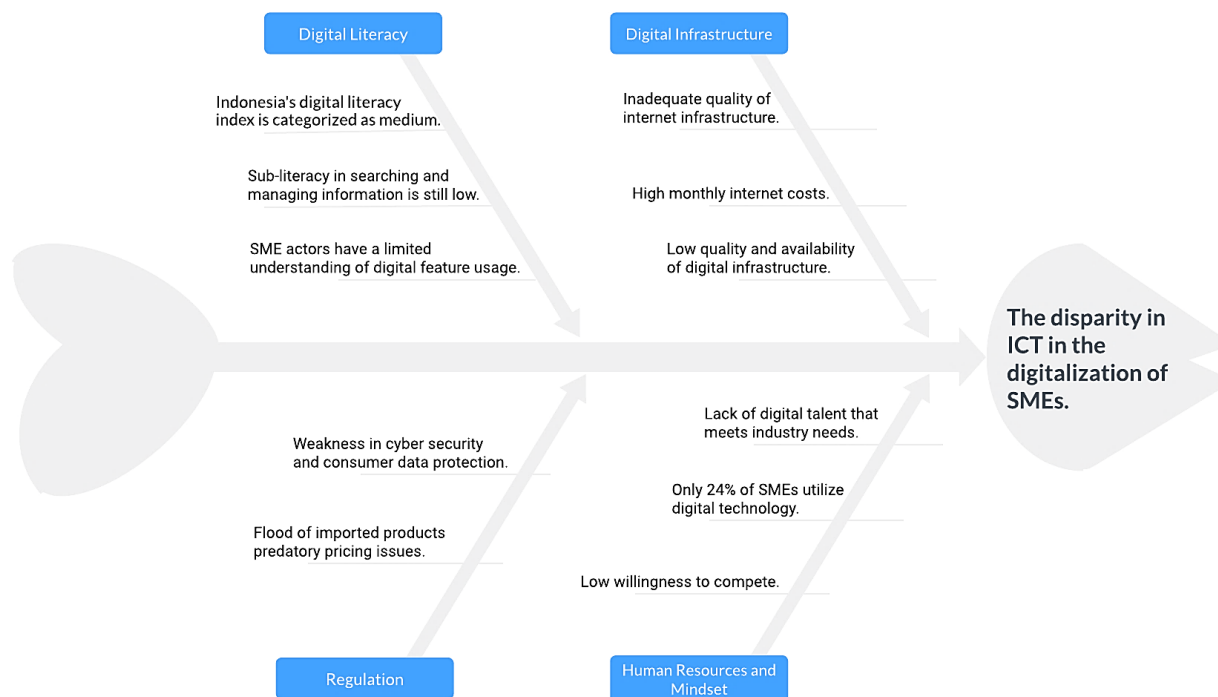 Digital Literacy
Digital Infrastructure
Indonesia's digital literacy
index is categorized as medium.
Sub-literacy in searching and
managing information is still low.
SME actors have a limited
understanding of digital feature usage.
Inadequate quality of
internet infrastructure.
High monthly internet costs.
Low quality and availability
of digital infrastructure.
The disparity in
ICT in the
digitalization of
SMEs.
Weakness in cyber security
and consumer data protection.
Flood of imported products
predatory pricing issues.
Lack of digital talent that
meets industry needs.
Only 24% of SMEs utilize
digital technology.
Low willingness to compete.
Regulation
Human Resources and
Mindset